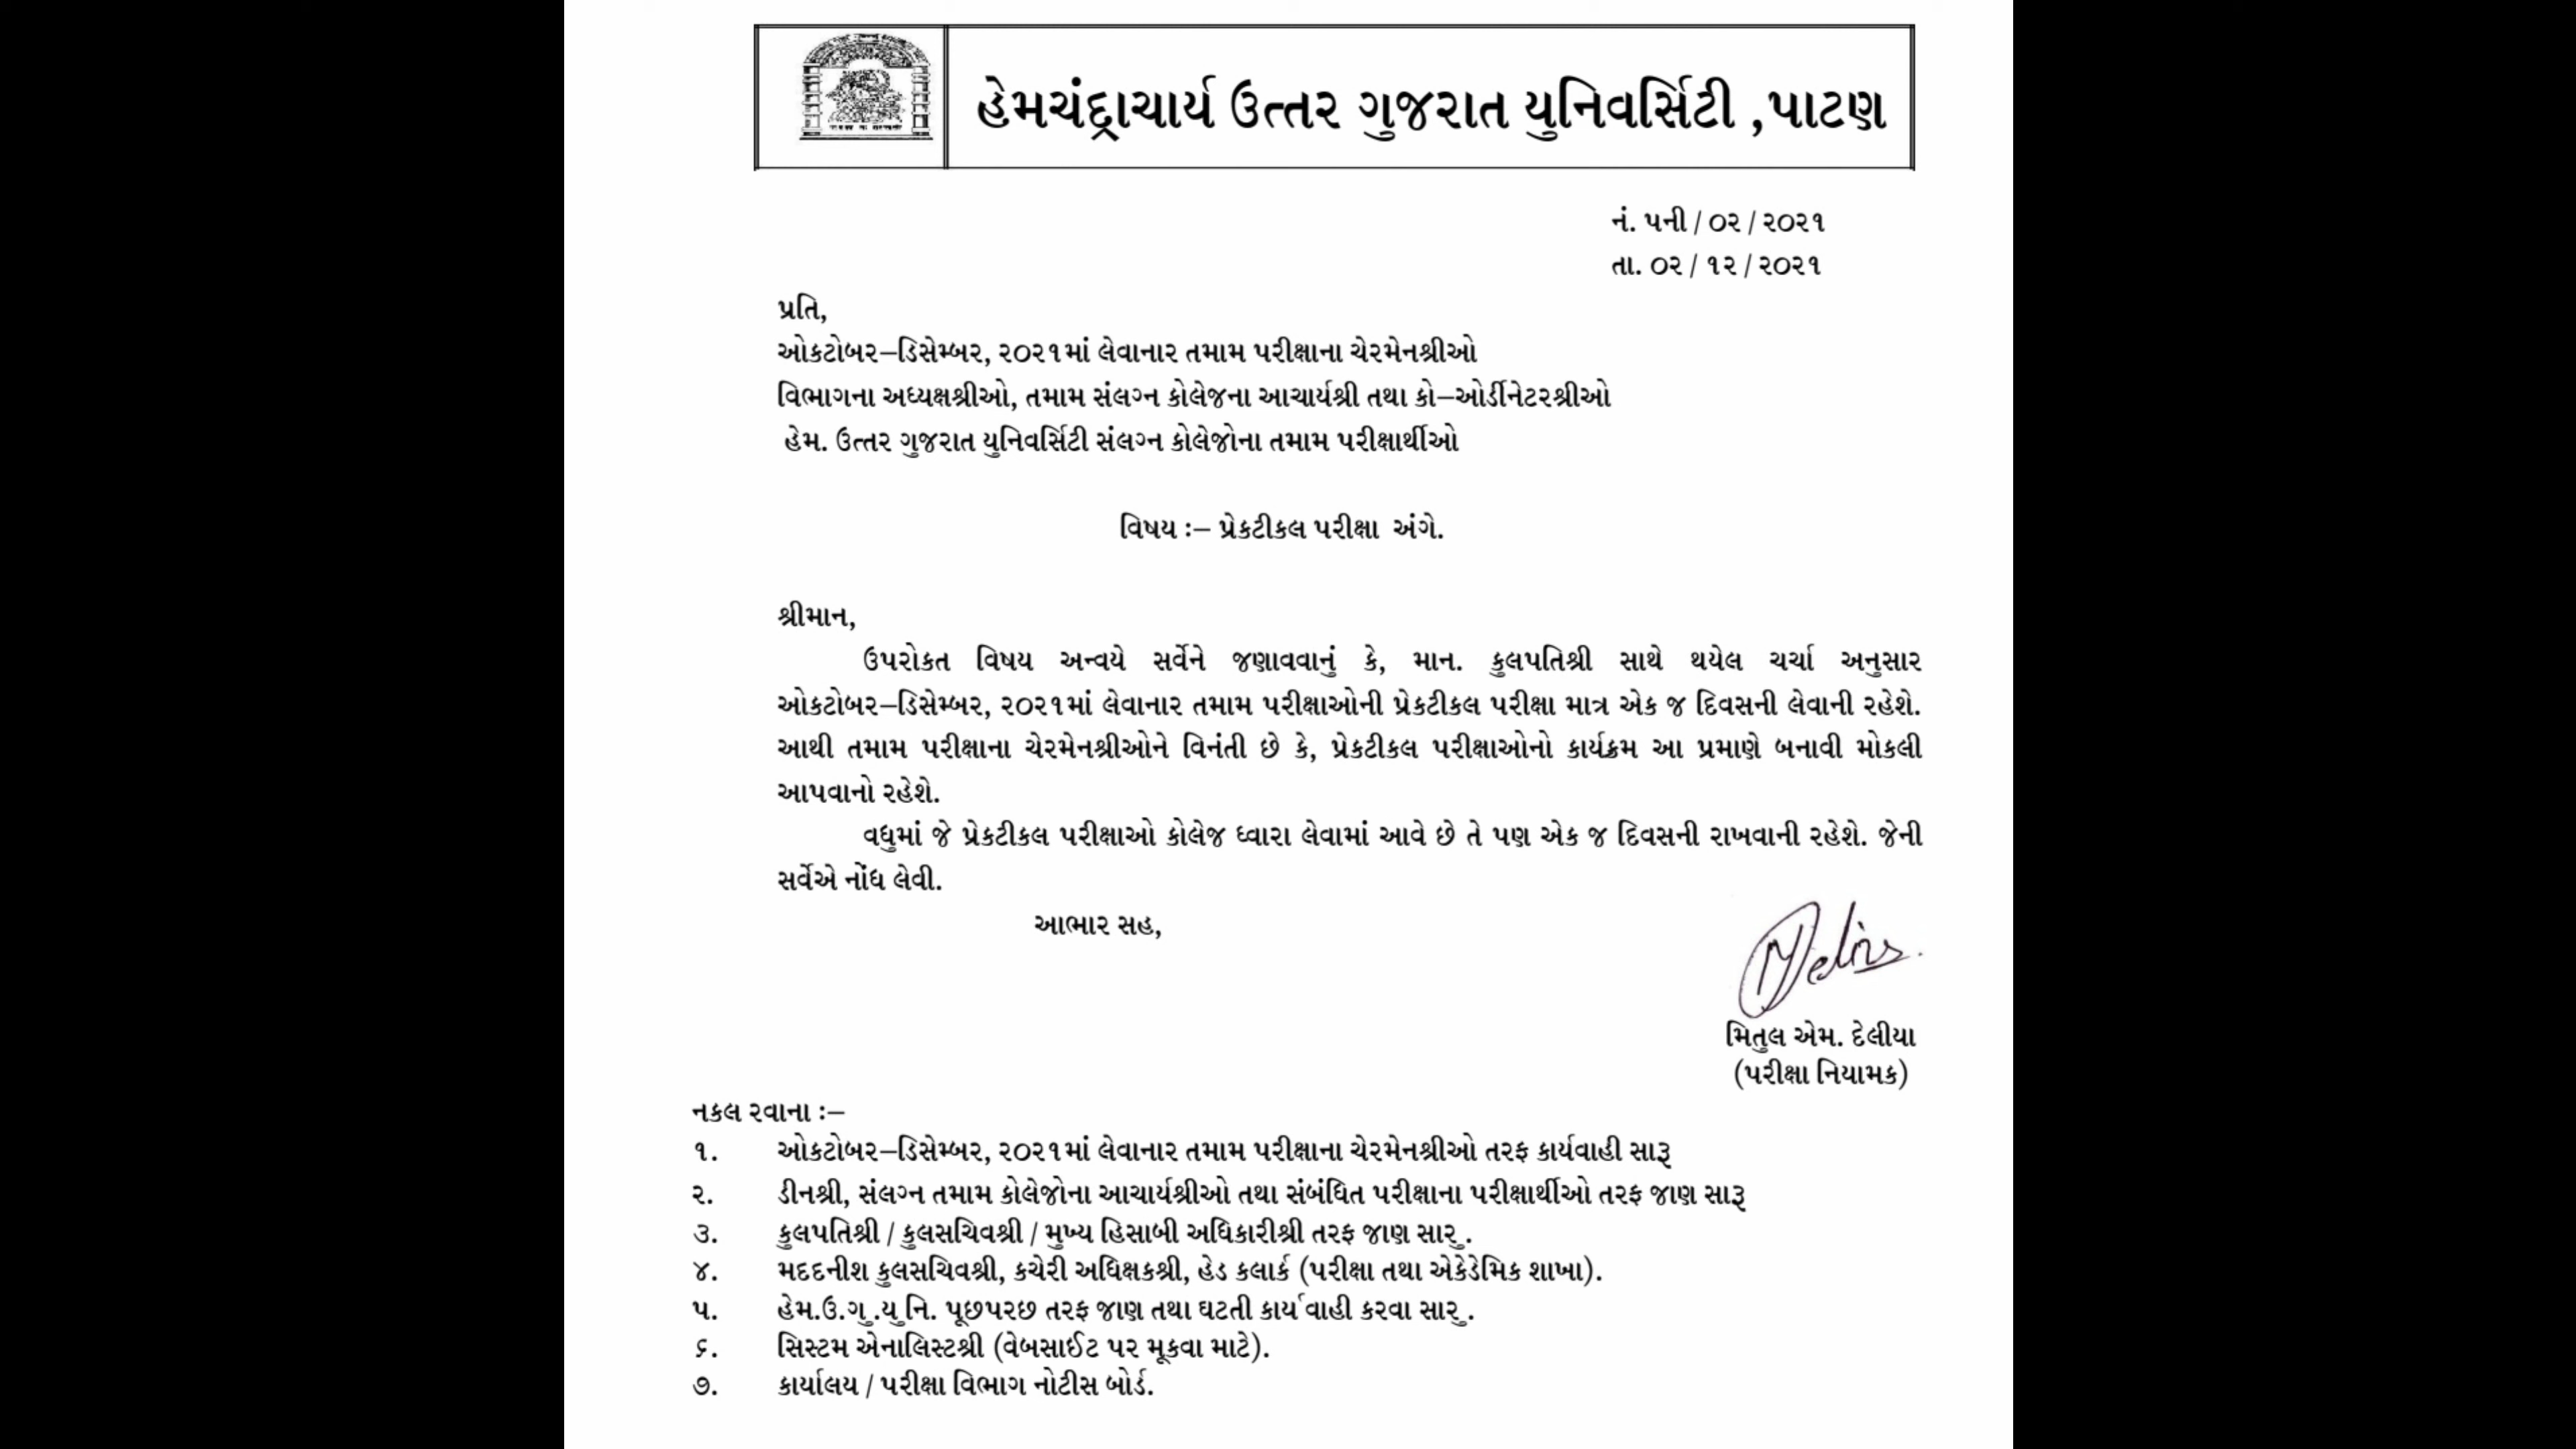 હેમચંદ્રાચાર્ય ઉત્તર ગુજરાત યુનિવર્સિટી ,પાટણ
નં. પની / ૦૨ / ૨૦૨૧
તા. ૦૨ / ૧૨ / ૨૦૨૧
પ્રતિ,
ઓકટોબર–ડિસેમ્બર, ૨૦૨૧માં લેવાનાર તમામ પરીક્ષાના ચેરમેનશ્રીઓ
વિભાગના અધ્યક્ષશ્રીઓ, તમામ સંલગ્ન કોલેજના આચાર્યશ્રી તથા કો–ઓર્ડીનેટરશ્રીઓ
હેમ. ઉત્તર ગુજરાત યુનિવર્સિટી સંલગ્ન કોલેજોના તમામ પરીક્ષાર્થીઓ
વિષય :– પ્રેકટીકલ પરીક્ષા અંગે.
શ્રીમાન,
ઉપરોકત વિષય અન્વયે સર્વેને જણાવવાનું કે, માન. કુલપતિશ્રી સાથે થયેલ ચર્ચા અનુસાર
ઓકટોબર–ડિસેમ્બર, ૨૦૨૧માં લેવાનાર તમામ પરીક્ષાઓની પ્રેકટીકલ પરીક્ષા માત્ર એક જ દિવસની લેવાની રહેશે.
આથી તમામ પરીક્ષાના ચેરમેનશ્રીઓને વિનંતી છે કે, પ્રેકટીકલ પરીક્ષાઓનો કાર્યક્રમ આ પ્રમાણે બનાવી મોકલી
આપવાનો રહેશે.
વધુમાં જે પ્રેકટીકલ પરીક્ષાઓ કોલેજ ધ્વારા લેવામાં આવે છે તે પણ એક જ દિવસની રાખવાની રહેશે. જેની
સર્વેએ નોંધ લેવી.
આભાર સહ,
મિતુલ એમ. દેલીયા
(પરીક્ષા નિયામક)
નકલ રવાના :–
૧. ઓકટોબર–ડિસેમ્બર, ૨૦૨૧માં લેવાનાર તમામ પરીક્ષાના ચેરમેનશ્રીઓ તરફ કાર્યવાહી સારૂ
૨. ડીનશ્રી, સંલગ્ન તમામ કોલેજોના આચાર્યશ્રીઓ તથા સંબંધિત પરીક્ષાના પરીક્ષાર્થીઓ તરફ જાણ સારૂ
૩. કુલપતિશ્રી / કુલસચિવશ્રી / મુખ્ય હિસાબી અધિકારીશ્રી તરફ જાણ સારુ.
૪. મદદનીશ કુલસચિવશ્રી, કચેરી અધિક્ષકશ્રી, હેડ કલાર્ક (પરીક્ષા તથા એકેડેમિક શાખા).
૫. હેમ.ઉ.ગુ.યુનિ. પૂછપરછ તરફ જાણ તથા ઘટતી કાર્યવાહી કરવા સારુ.
૬. સિસ્ટમ એનાલિસ્ટશ્રી (વેબસાઈટ પર મૂકવા માટે).
૭. કાર્યાલય / પરીક્ષા વિભાગ નોટીસ બોર્ડ.